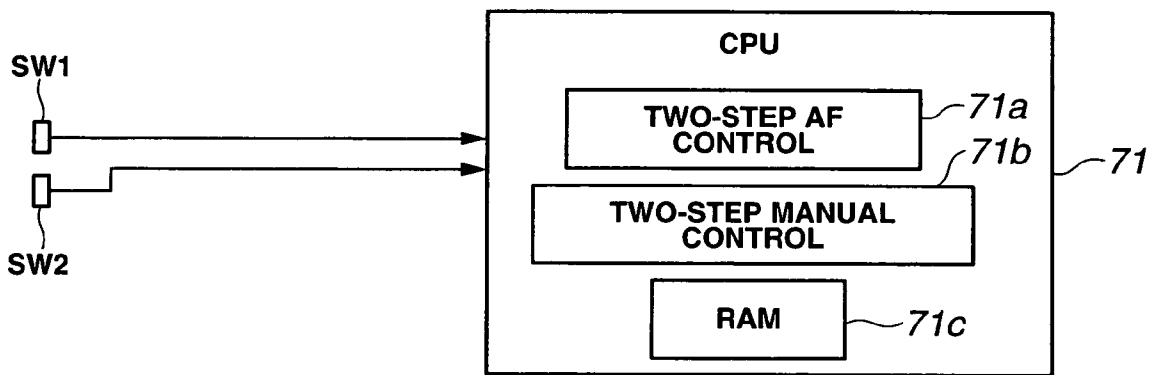 CPU
SW1
TWO-STEP AF
CONTROL
71a
71b
71
TWO-STEP MANUAL
CONTROL
SW2
RAM
71c